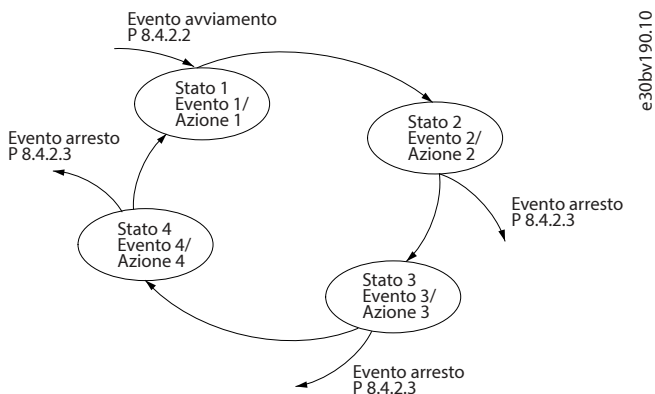 Evento avviamento
P 8.4.2.2
Stato 1
Evento 1/
Azione 1
Stato 2
Evento 2/
Azione 2
Evento arresto
P 8.4.2.3
Stato 3
Evento 3/
Azione 3
Evento arresto
P 8.4.2.3
Stato 4
Evento 4/
Azione 4
Evento arresto
P 8.4.2.3
e30bv190.10